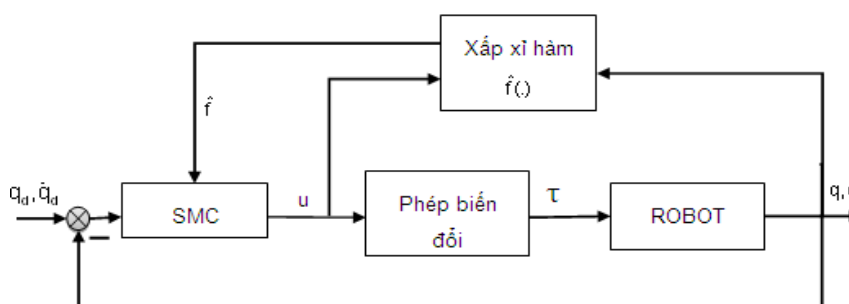 Xấp xỉ hàm
f̂(.)
f̂
q_d, q̇_d
SMC
u
Phép biến
đổi
τ
ROBOT
q,